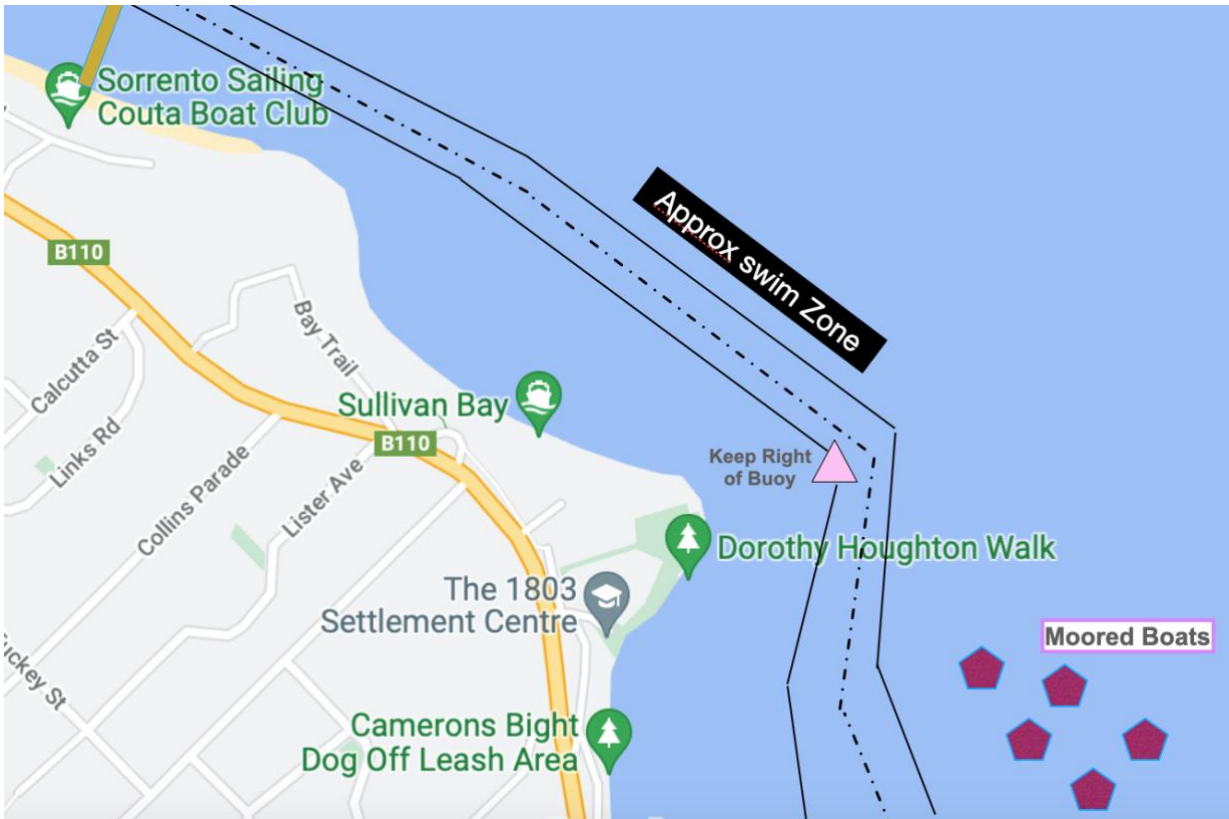 Sorrento Sailing
Couta Boat Club
Approx swim Zone
B110
Bay Trail
Calcutta St
Links Rd
Sullivan Bay
B110
Collins Parade
Lister Ave
Keep Right
of Buoy
Dorothy Houghton Walk
The 1803
Settlement Centre
Moored Boats
Camerons Bight
Dog Off Leash Area